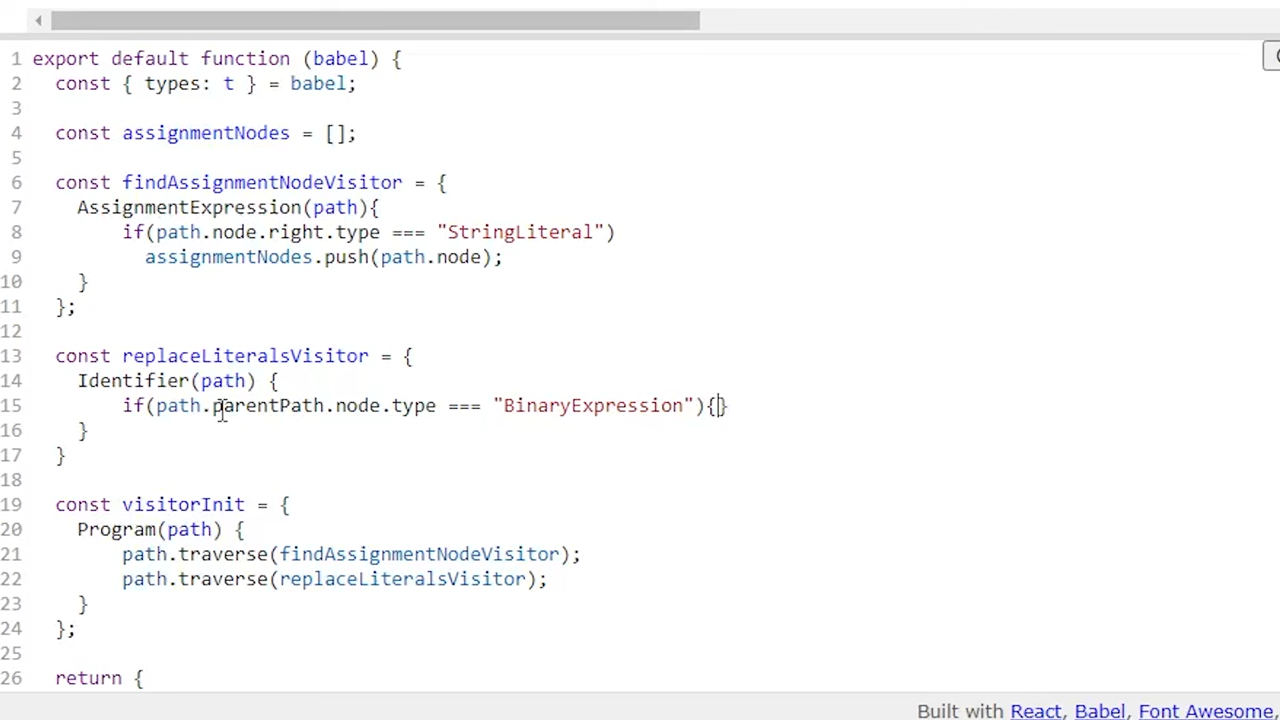 1 export default function (babel) {
2 const { types: t } = babel;
3
4 const assignmentNodes = [];
5
6 const findAssignmentNodeVisitor = {
7 AssignmentExpression(path){
8 if(path.node.right.type === "StringLiteral")
9 assignmentNodes.push(path.node);
10 }
11 };
12
13 const replaceLiteralsVisitor = {
14 Identifier(path) {
15 if(path.parentPath.node.type === "BinaryExpression"){}
16 }
17 }
18
19 const visitorInit = {
20 Program(path) {
21 path.traverse(findAssignmentNodeVisitor);
22 path.traverse(replaceLiteralsVisitor);
23 }
24 };
25
26 return {
Built with React, Babel, Font Awesome,